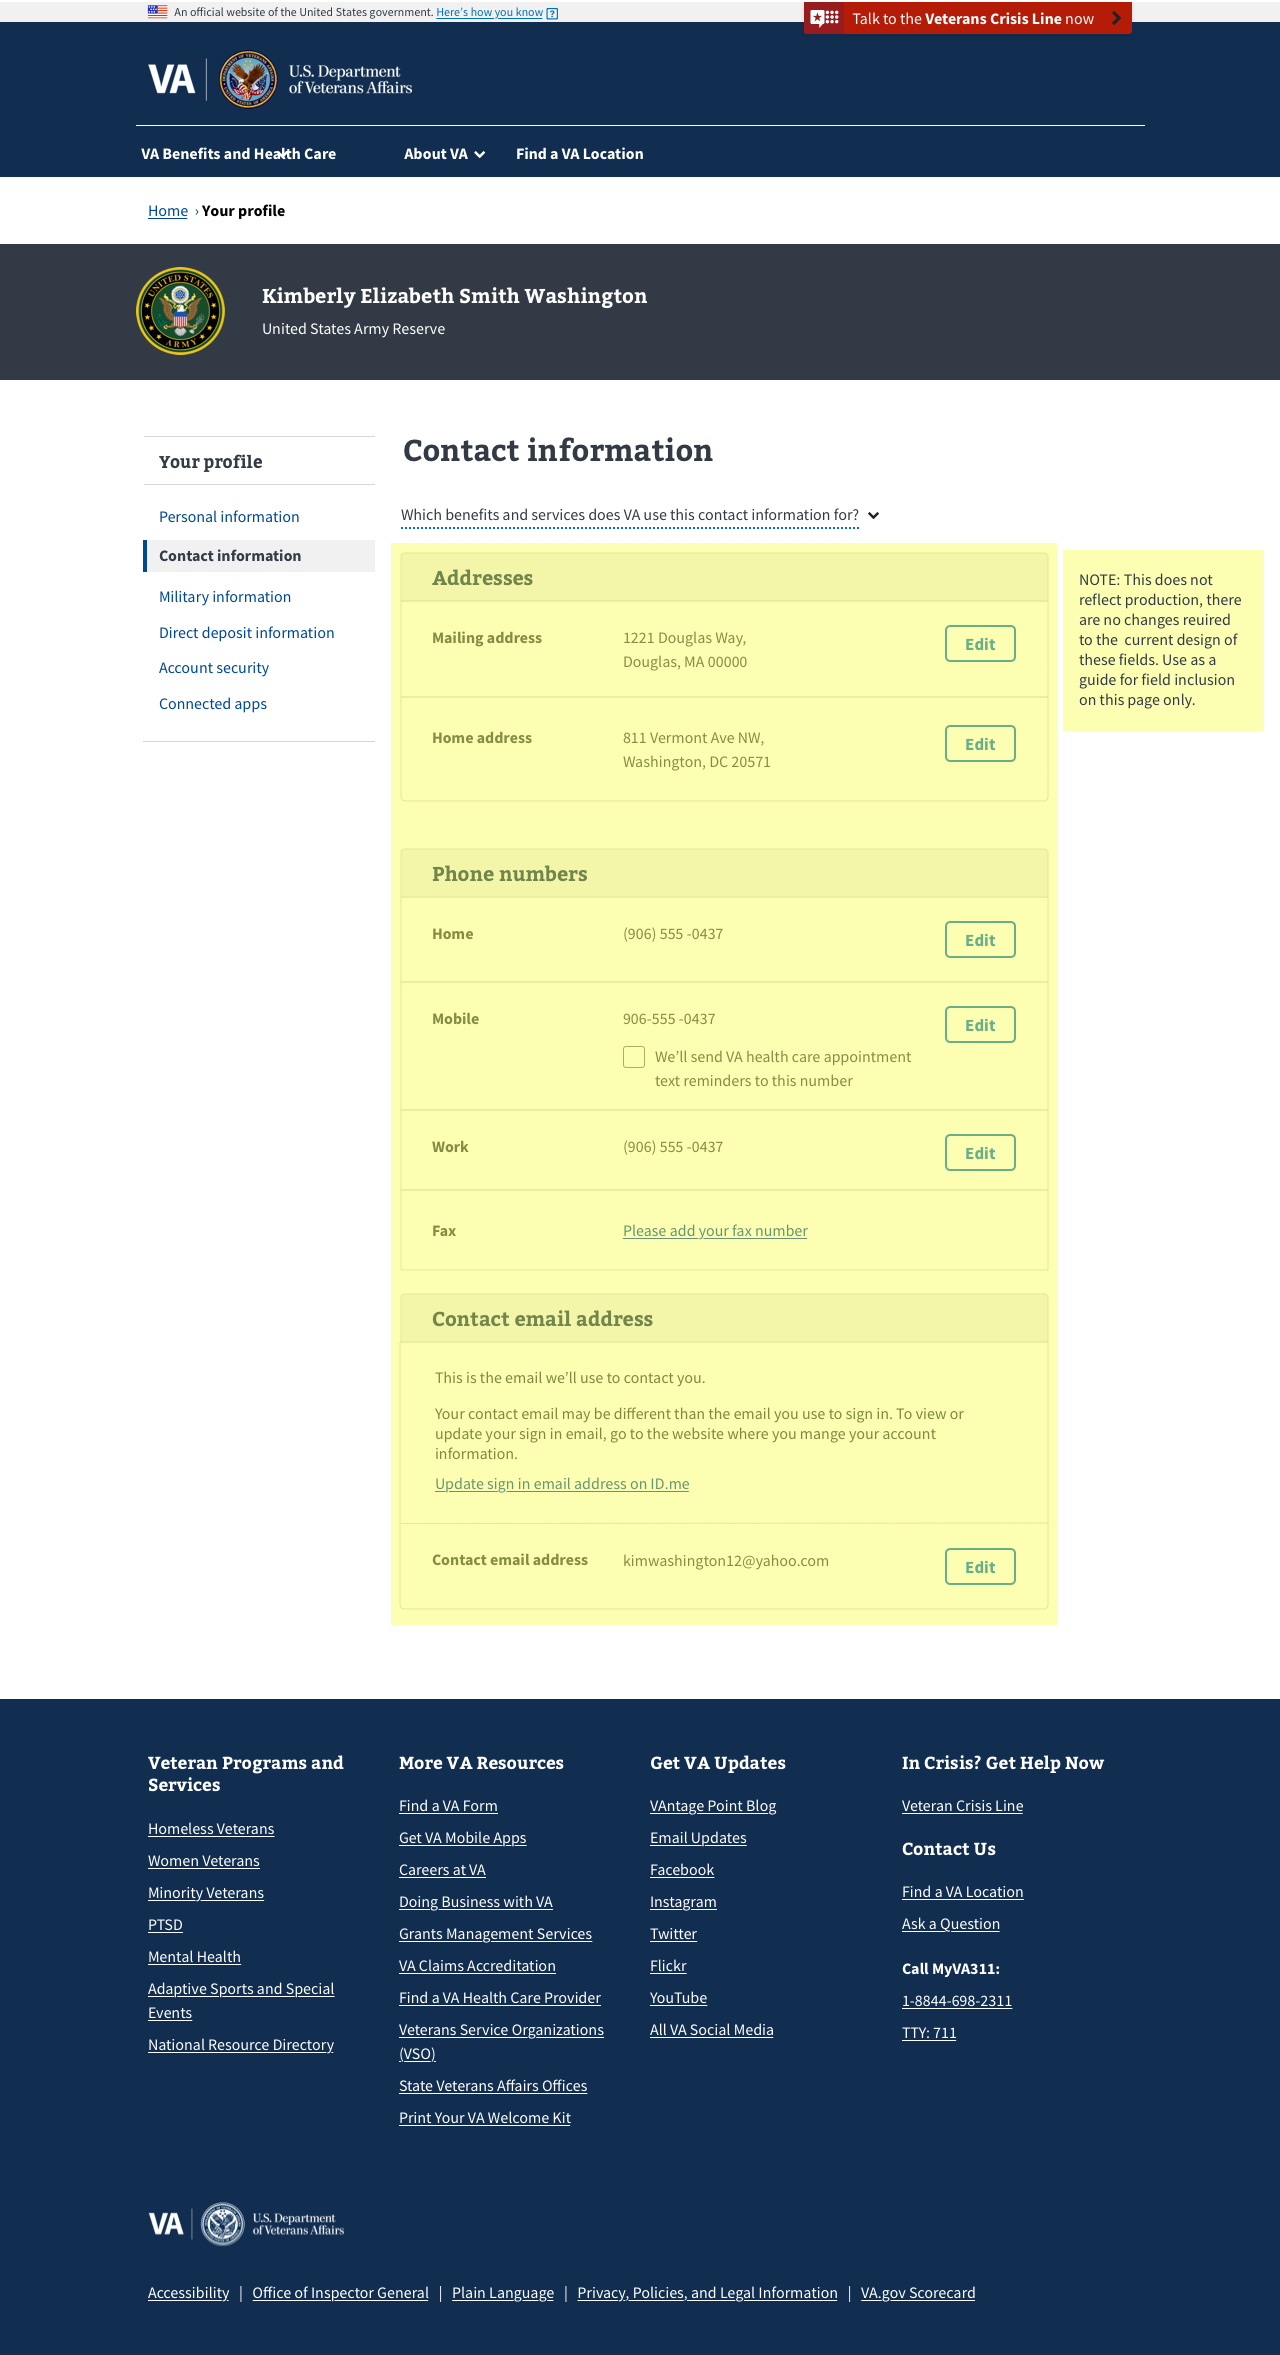 An official website of the United States government. Here's how you know
Talk to the Veterans Crisis Line now
VA
U.S. Department
of Veterans Affairs
VA Benefits and Health Care
About VA
Find a VA Location
Home › Your profile
UNITED STATES
ARMY
Kimberly Elizabeth Smith Washington
United States Army Reserve
Your profile
Personal information
Contact information
Military information
Direct deposit information
Account security
Connected apps
Contact information
Which benefits and services does VA use this contact information for?
Addresses
Mailing address
1221 Douglas Way,
Douglas, MA 00000
Edit
Home address
811 Vermont Ave NW,
Washington, DC 20571
Edit
NOTE: This does not
reflect production, there
are no changes reuired
to the  current design of
these fields. Use as a
guide for field inclusion
on this page only.
Phone numbers
Home
(906) 555 -0437
Edit
Mobile
906-555 -0437
Edit
We'll send VA health care appointment
text reminders to this number
Work
(906) 555 -0437
Edit
Fax
Please add your fax number
Contact email address
This is the email we'll use to contact you.
Your contact email may be different than the email you use to sign in. To view or
update your sign in email, go to the website where you mange your account
information.
Update sign in email address on ID.me
Contact email address
kimwashington12@yahoo.com
Edit
Veteran Programs and
Services
Homeless Veterans
Women Veterans
Minority Veterans
PTSD
Mental Health
Adaptive Sports and Special
Events
National Resource Directory
More VA Resources
Find a VA Form
Get VA Mobile Apps
Careers at VA
Doing Business with VA
Grants Management Services
VA Claims Accreditation
Find a VA Health Care Provider
Veterans Service Organizations
(VSO)
State Veterans Affairs Offices
Print Your VA Welcome Kit
Get VA Updates
VAntage Point Blog
Email Updates
Facebook
Instagram
Twitter
Flickr
YouTube
All VA Social Media
In Crisis? Get Help Now
Veteran Crisis Line
Contact Us
Find a VA Location
Ask a Question
Call MyVA311:
1-8844-698-2311
TTY: 711
VA
U.S. Department
of Veterans Affairs
Accessibility | Office of Inspector General | Plain Language | Privacy, Policies, and Legal Information | VA.gov Scorecard